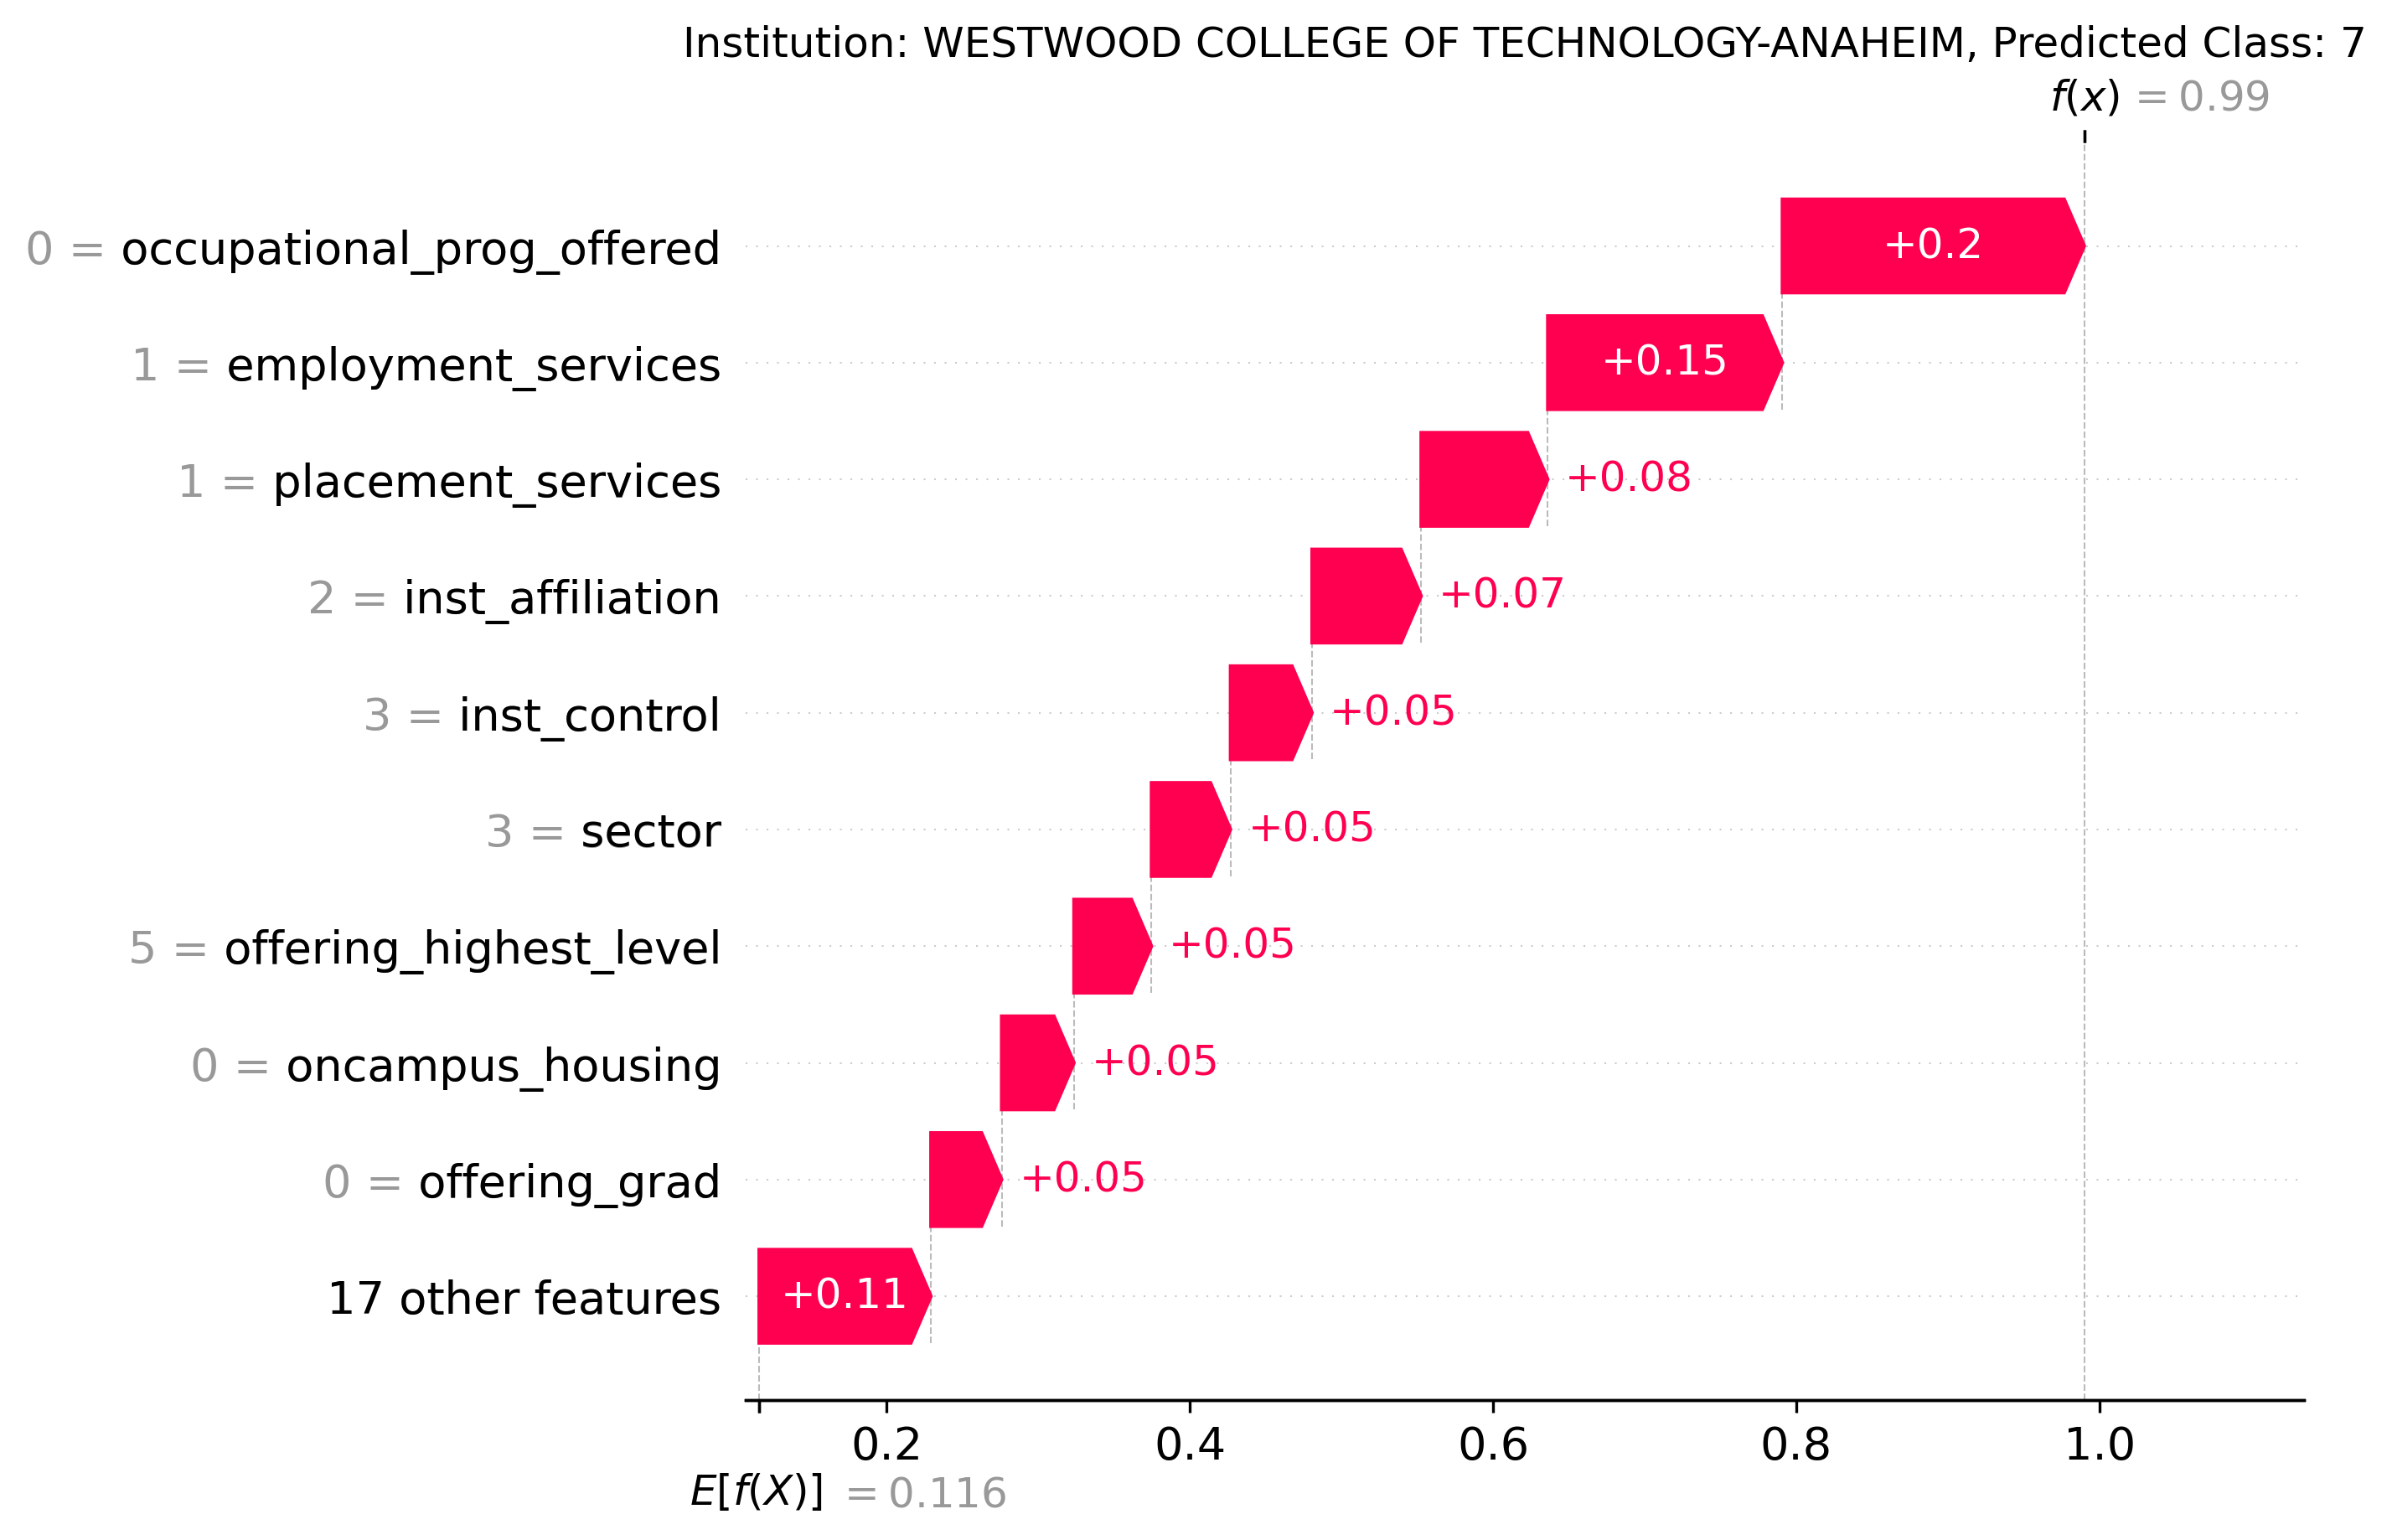 Institution: WESTWOOD COLLEGE OF TECHNOLOGY-ANAHEIM, Predicted Class: 7
f(x) = 0.99
0 = occupational_prog_offered +0.2
1 = employment_services +0.15
1 = placement_services +0.08
2 = inst_affiliation +0.07
3 = inst_control +0.05
3 = sector +0.05
5 = offering_highest_level +0.05
0 = oncampus_housing +0.05
0 = offering_grad +0.05
17 other features +0.11
0.2 0.4 0.6 0.8 1.0
E[f(X)] = 0.116